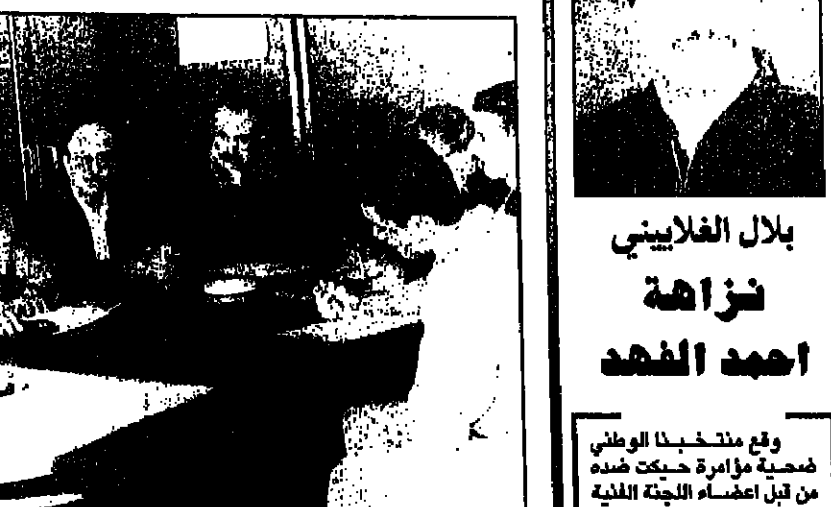 بلال الغلاييني
نزاهة
احمد الفهد
وقع منتخبنا الوطني
ضحية مؤامرة حيكت ضده
من قبل اعضاء اللجنة الفنية